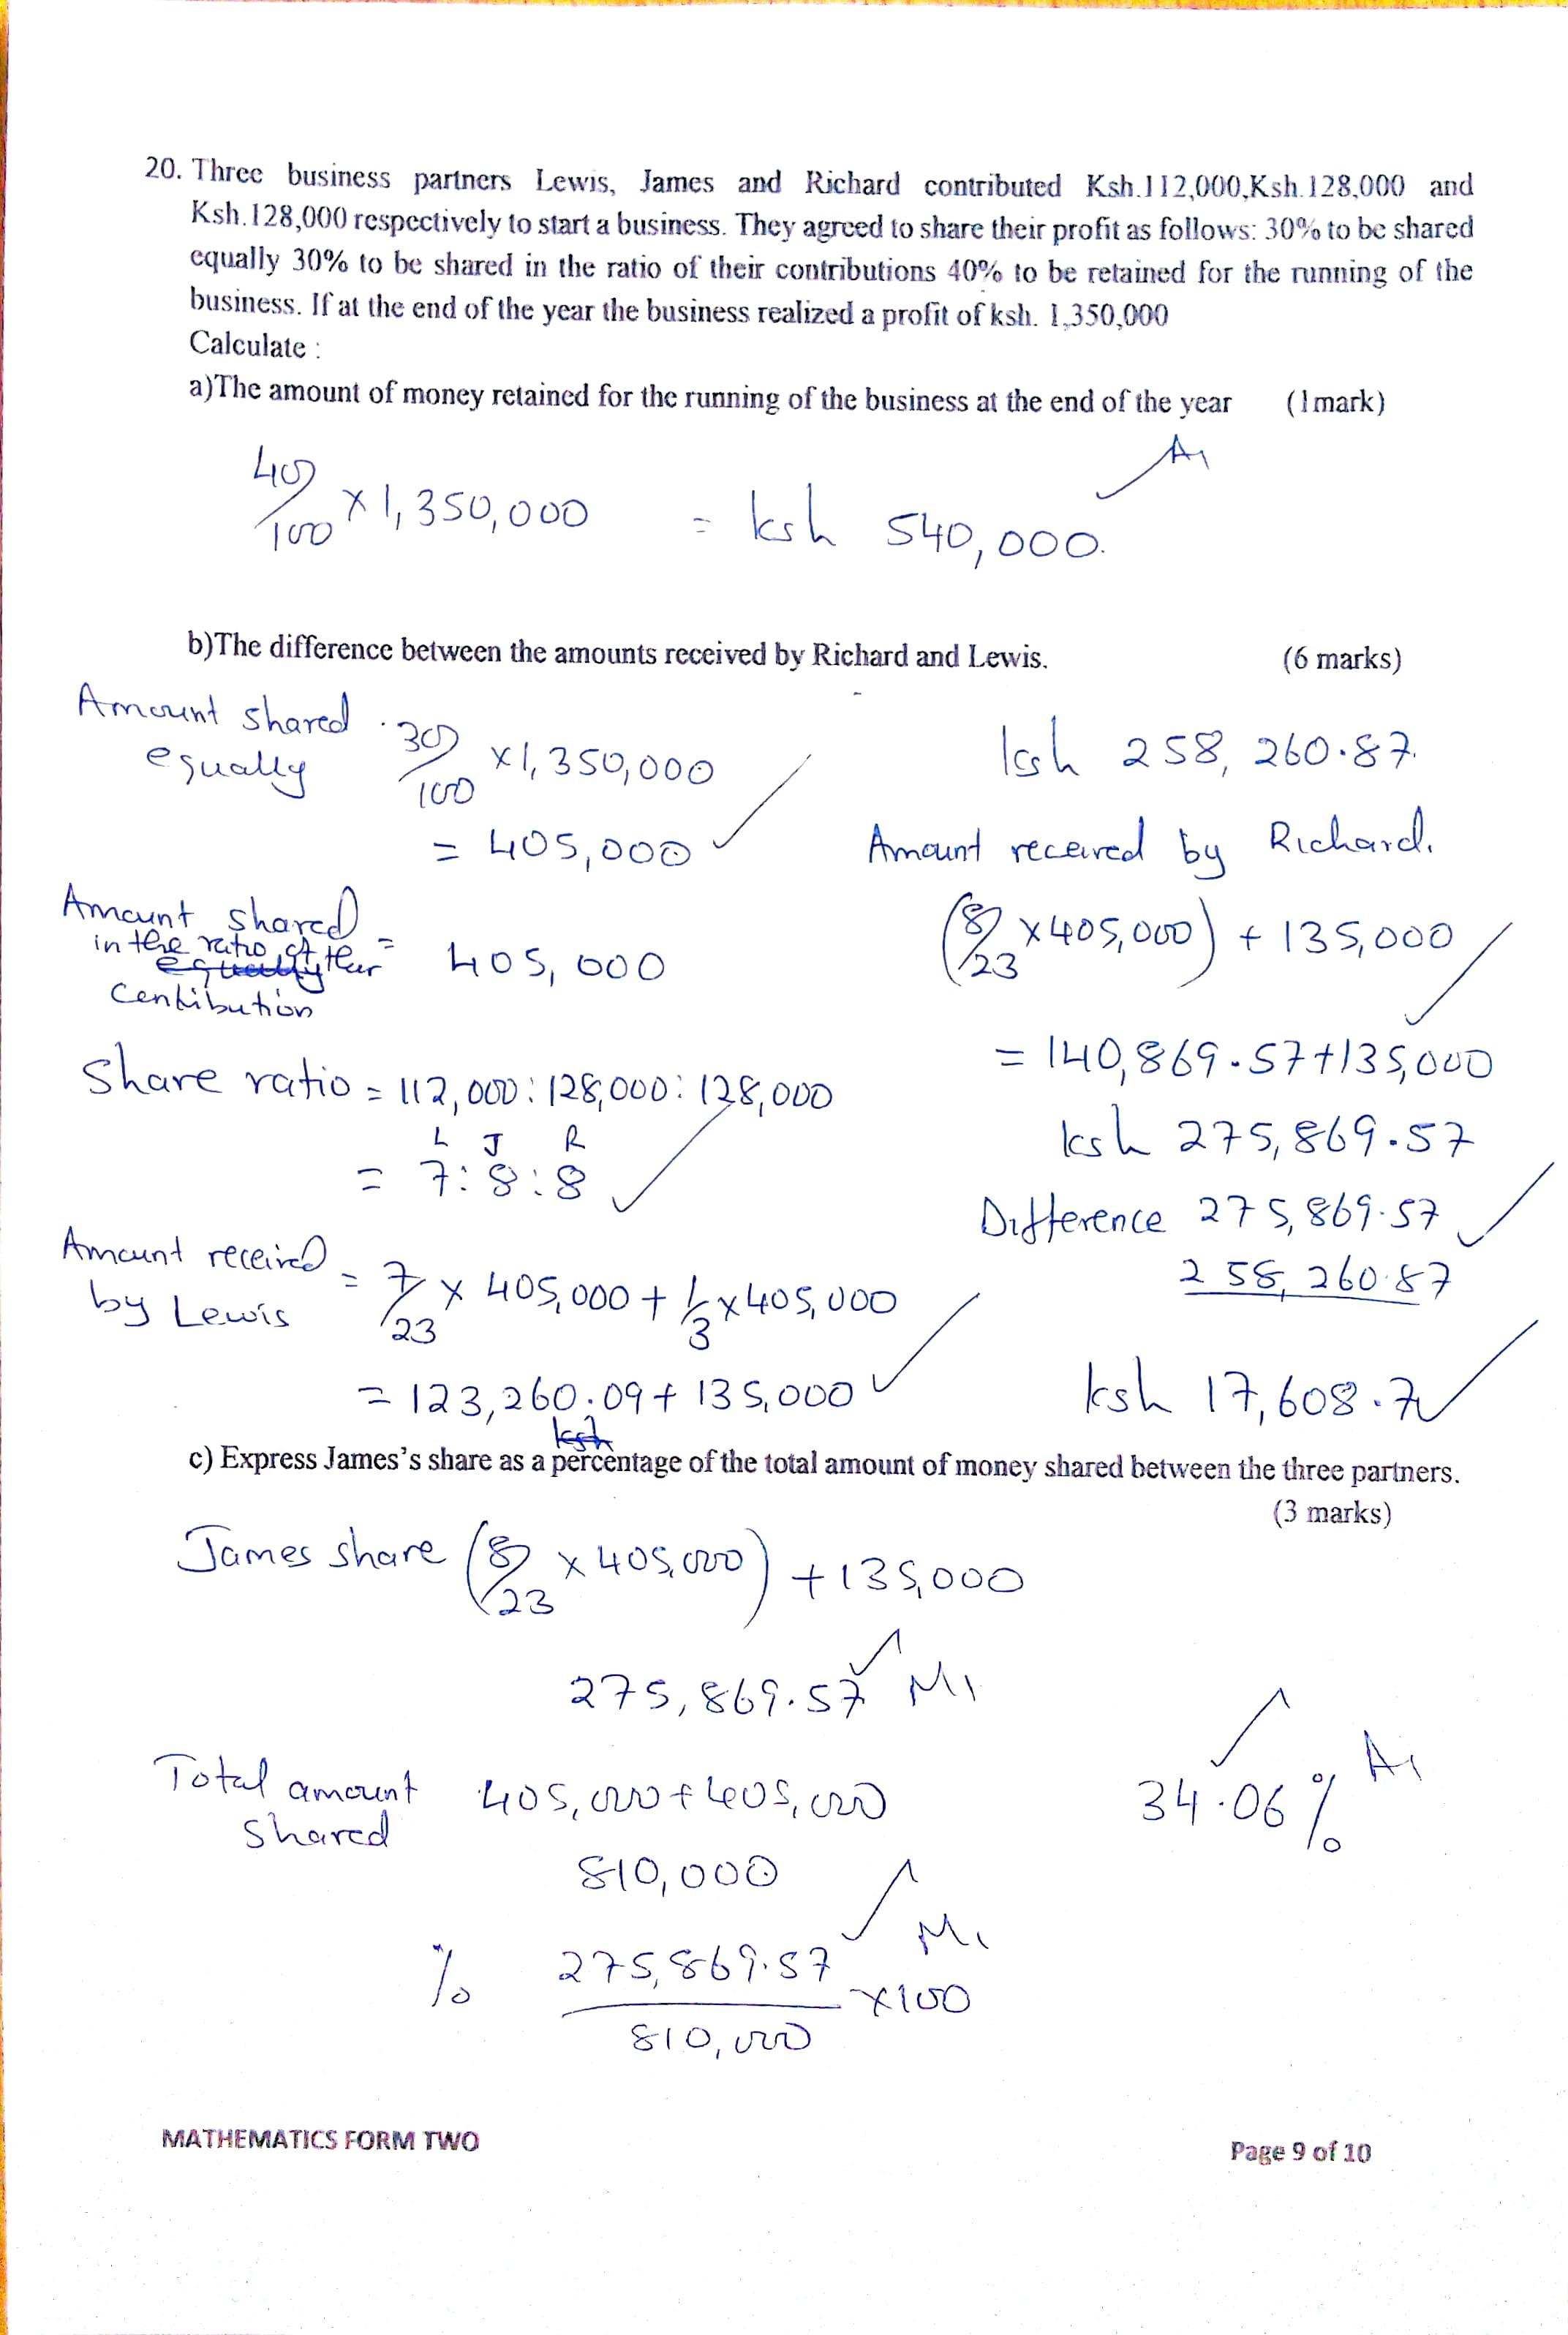 20. Three business partners Lewis, James and Richard contributed Ksh.112,000,Ksh.128,000 and
Ksh.128,000 respectively to start a business. They agreed to share their profit as follows: 30% to be shared
equally 30% to be shared in the ratio of their contributions 40% to be retained for the running of the
business. If at the end of the year the business realized a profit of ksh. 1,350,000
Calculate :
a)The amount of money retained for the running of the business at the end of the year (1mark)
A1
40/100 × 1,350,000 = ksh 540,000.
b)The difference between the amounts received by Richard and Lewis. (6 marks)
Amount shared equally 30/100 × 1,350,000
= 405,000
Amount shared
in the ratio of their = 405,000
contribution
Share ratio = 112,000 : 128,000 : 128,000
L J R
= 7 : 8 : 8
Amount received by Lewis = 7/23 × 405,000 + 1/3 × 405,000
= 123,260.09 + 135,000
ksh
ksh 258,260.87
Amount received by Richard.
(8/23 × 405,000) + 135,000
= 140,869.57 + 135,000
ksh 275,869.57
Difference 275,869.57
258,260.87
ksh 17,608.7
c) Express James's share as a percentage of the total amount of money shared between the three partners.
(3 marks)
James share (8/23 × 405,000) + 135,000
275,869.57 M1
Total amount shared 405,000 + 405,000
810,000
M1
% 275,869.57/810,000 × 100
34.06% A1
MATHEMATICS FORM TWO
Page 9 of 10